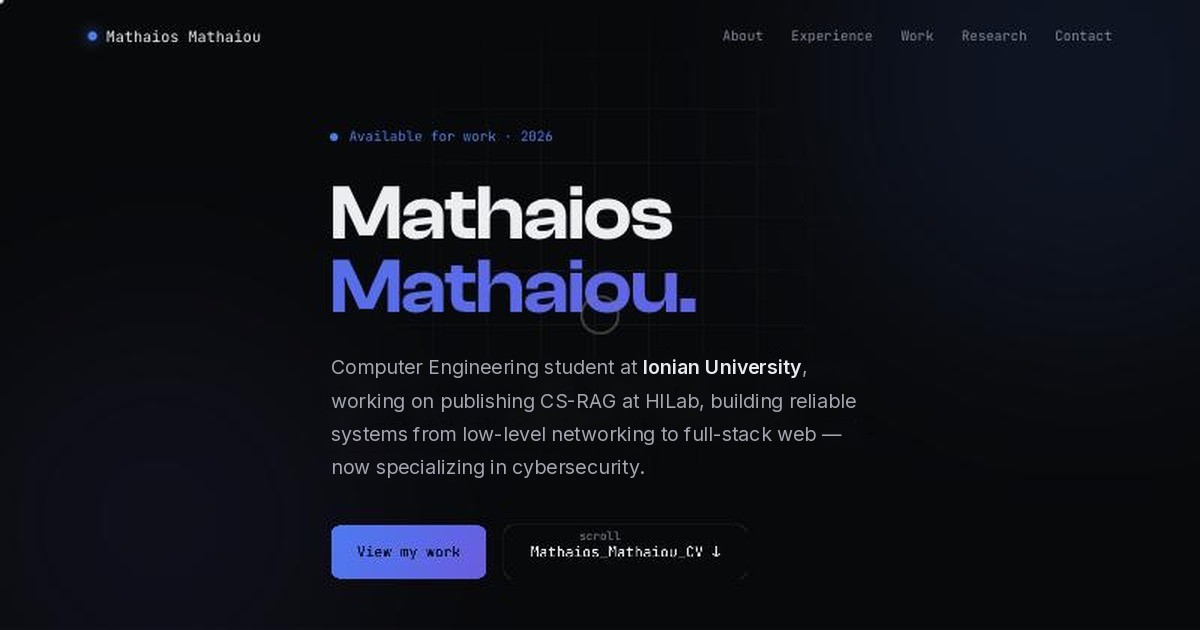 Mathaios Mathaiou
About Experience Work Research Contact
Available for work · 2026
Mathaios
Mathaiou.
Computer Engineering student at Ionian University,
working on publishing CS-RAG at HILab, building reliable
systems from low-level networking to full-stack web —
now specializing in cybersecurity.
scroll
View my work Mathaios_Mathaiou_CV ↓